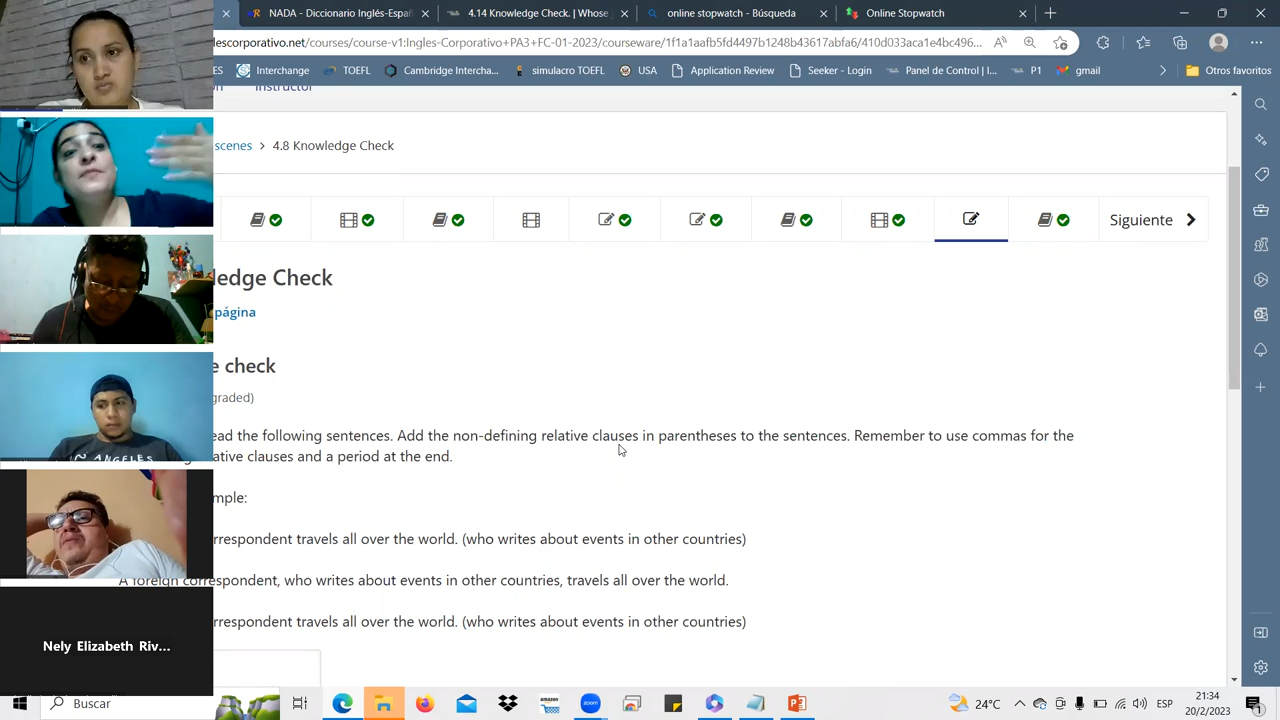 NADA - Diccionario Inglés-Españ
4.14 Knowledge Check. | Whose
online stopwatch - Búsqueda
Online Stopwatch
escorporativo.net/courses/course-v1:Ingles-Corporativo+PA3+FC-01-2023/courseware/1f1a1aafb5fd4497b1248b43617abfa6/410d033aca1e4bc496...
ES Interchange TOEFL Cambridge Intercha... simulacro TOEFL USA Application Review Seeker - Login Panel de Control | I... P1 gmail Otros favoritos
Instructor
scenes > 4.8 Knowledge Check
Siguiente
ledge Check
página
e check
graded)
ead the following sentences. Add the non-defining relative clauses in parentheses to the sentences. Remember to use commas for the
ative clauses and a period at the end.
mple:
rrespondent travels all over the world. (who writes about events in other countries)
A foreign correspondent, who writes about events in other countries, travels all over the world.
rrespondent travels all over the world. (who writes about events in other countries)
ANGELES
Nely Elizabeth Riv...
Buscar
amazon
zoom
24°C
ESP
21:34
20/2/2023
1